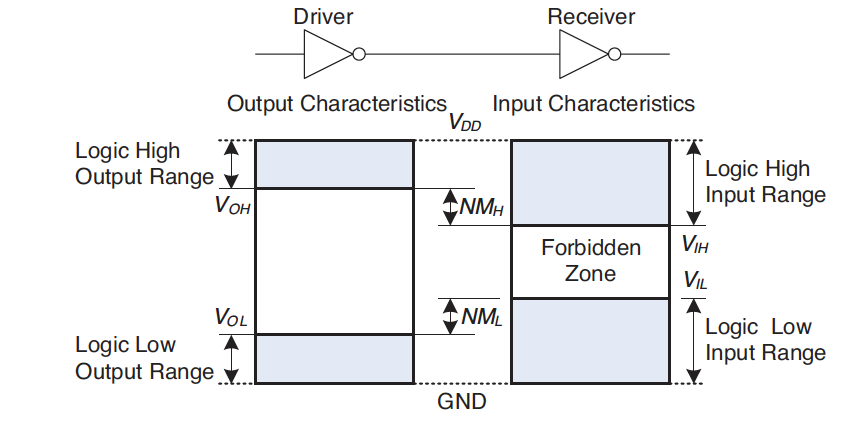 Driver
Receiver
Output Characteristics
Input Characteristics
VDD
Logic High
Output Range
Logic High
Input Range
VOH
NMH
Forbidden
Zone
VIH
VIL
VOL
NML
Logic Low
Output Range
Logic Low
Input Range
GND